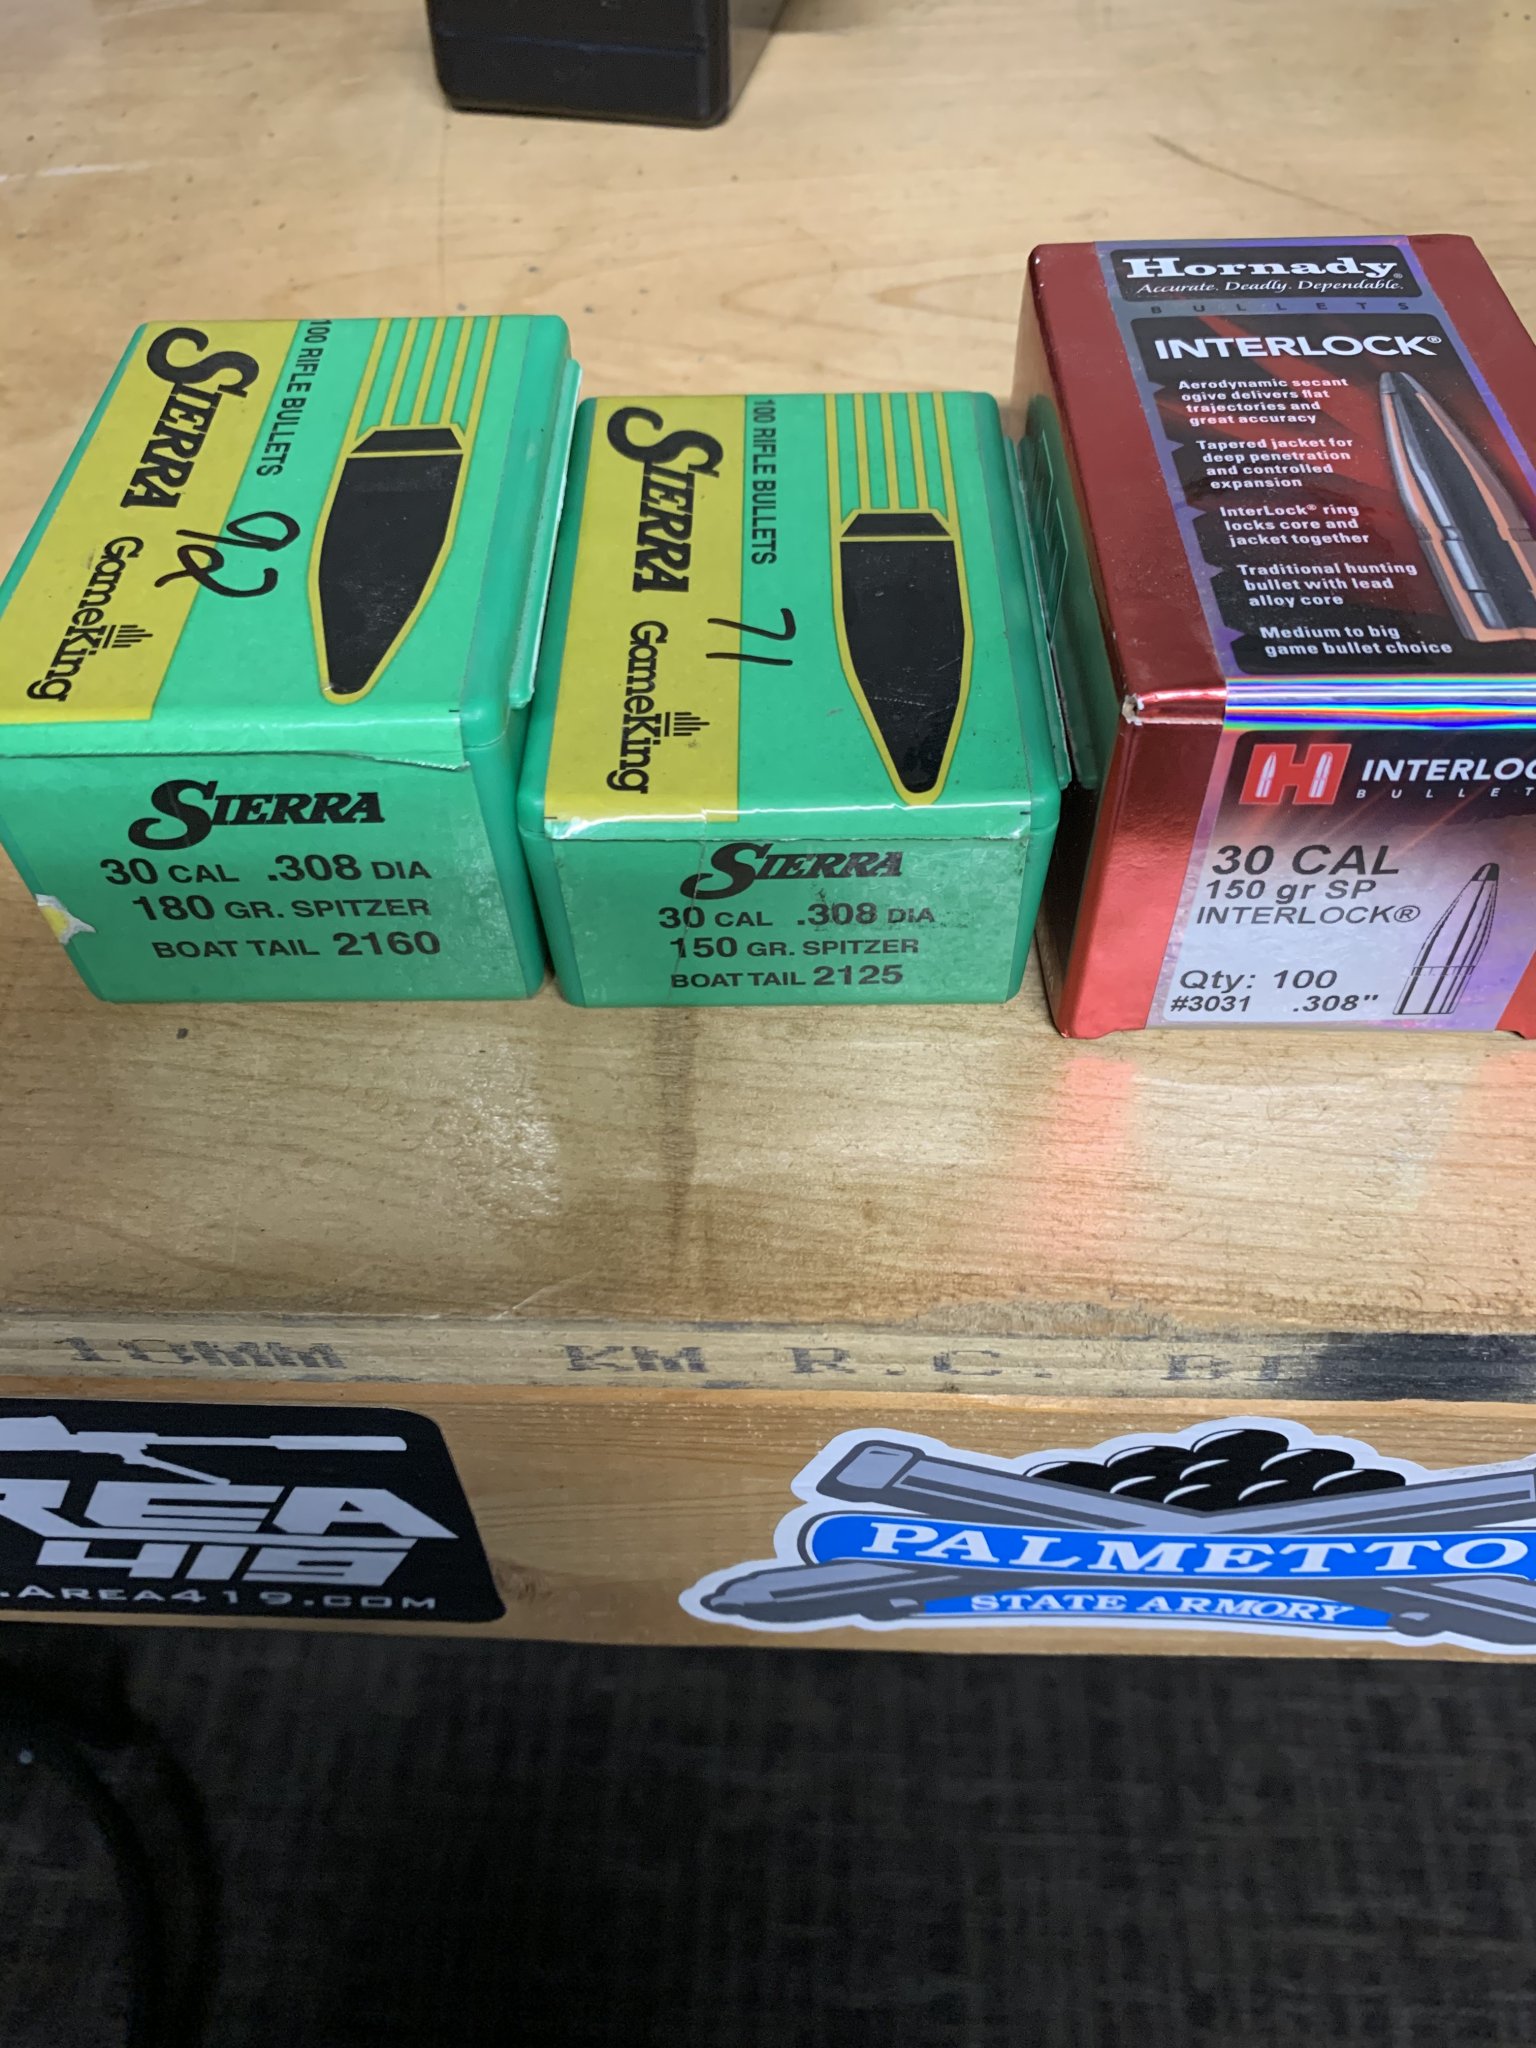 SIERRA GameKing
100 RIFLE BULLETS
92
SIERRA
30 CAL .308 DIA
180 GR. SPITZER
BOAT TAIL 2160
SIERRA GameKing
100 RIFLE BULLETS
71
SIERRA
30 CAL .308 DIA
150 GR. SPITZER
BOAT TAIL 2125
Hornady®
Accurate. Deadly. Dependable.
BULLETS
INTERLOCK®
Aerodynamic secant
ogive delivers flat
trajectories and
great accuracy
Tapered jacket for
deep penetration
and controlled
expansion
InterLock® ring
locks core and
jacket together
Traditional hunting
bullet with lead
alloy core
Medium to big
game bullet choice
H INTERLOC
BULLET
30 CAL
150 gr SP
INTERLOCK®
Qty: 100
#3031 .308"
18MM KM R.C.
REA
419
.AREA419.COM
PALMETTO
STATE ARMORY